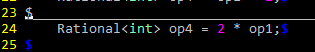 23 $
24 Rational<int> op4 = 2 * op1;$
25 $